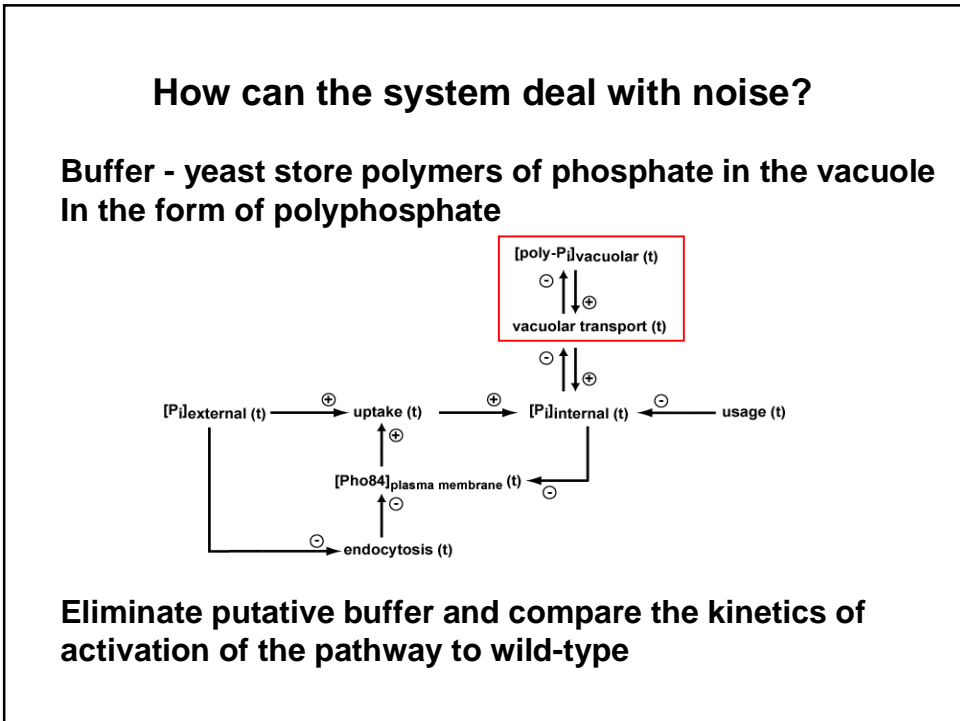 How can the system deal with noise?
Buffer - yeast store polymers of phosphate in the vacuole
In the form of polyphosphate
[poly-Pi]vacuolar (t)
⊖ ⊕
vacuolar transport (t)
⊖ ⊕
[Pi]external (t) ⊕ uptake (t) ⊕ [Pi]internal (t) ⊖ usage (t)
⊕
[Pho84]plasma membrane (t) ⊖
⊖
⊖ endocytosis (t)
Eliminate putative buffer and compare the kinetics of
activation of the pathway to wild-type